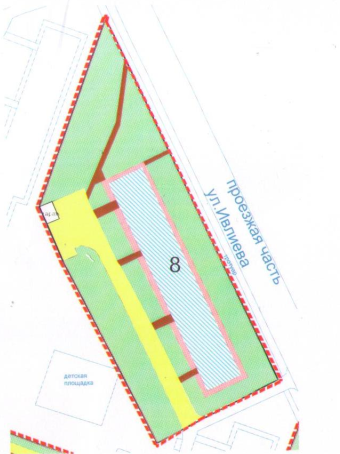 проезжая часть
ул.Ивлиева
8
детская
площадка